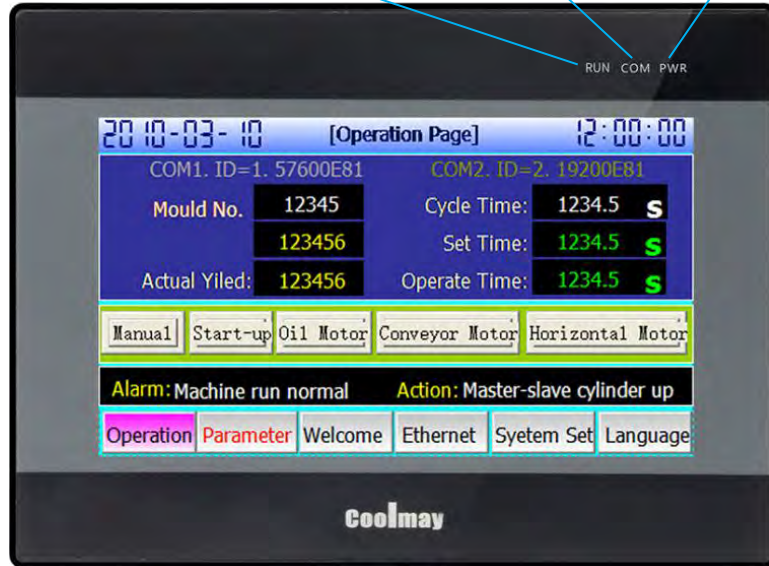 RUN COM PWR
2010-03-10 [Operation Page] 12:00:00
COM1. ID=1. 57600E81 COM2. ID=2. 19200E81
Mould No. 12345 Cycle Time: 1234.5 S
123456 Set Time: 1234.5 S
Actual Yiled: 123456 Operate Time: 1234.5 S
Manual Start-up Oil Motor Conveyor Motor Horizontal Motor
Alarm: Machine run normal Action: Master-slave cylinder up
Operation Parameter Welcome Ethernet Syetem Set Language
Coolmay